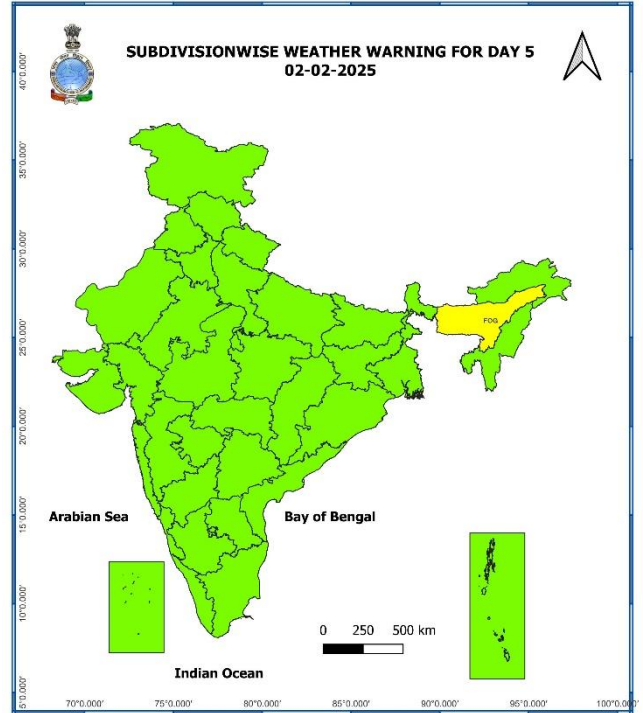 SUBDIVISIONWISE WEATHER WARNING FOR DAY 5
02-02-2025
40°0.000'
35°0.000'
30°0.000'
25°0.000'
20°0.000'
15°0.000'
10°0.000'
5°0.000'
FOG
Arabian Sea
Bay of Bengal
0 250 500 km
Indian Ocean
70°0.000' 75°0.000' 80°0.000' 85°0.000' 90°0.000' 95°0.000' 100°0.000'